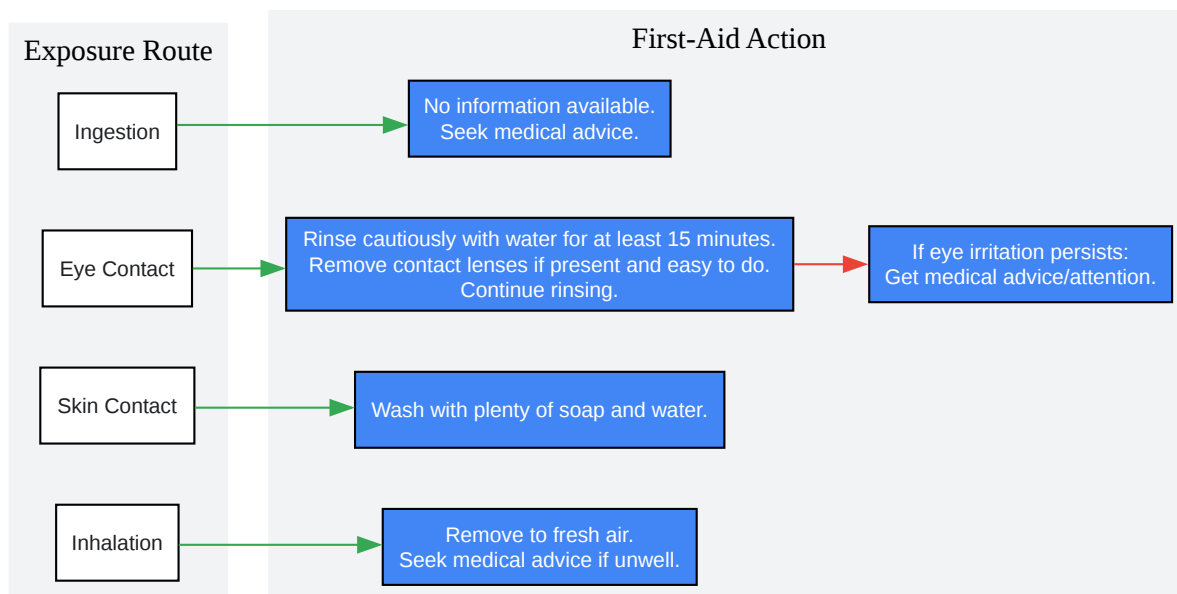 Exposure Route
First-Aid Action
Ingestion
No information available.
Seek medical advice.
Eye Contact
Rinse cautiously with water for at least 15 minutes.
Remove contact lenses if present and easy to do.
Continue rinsing.
If eye irritation persists:
Get medical advice/attention.
Skin Contact
Wash with plenty of soap and water.
Inhalation
Remove to fresh air.
Seek medical advice if unwell.